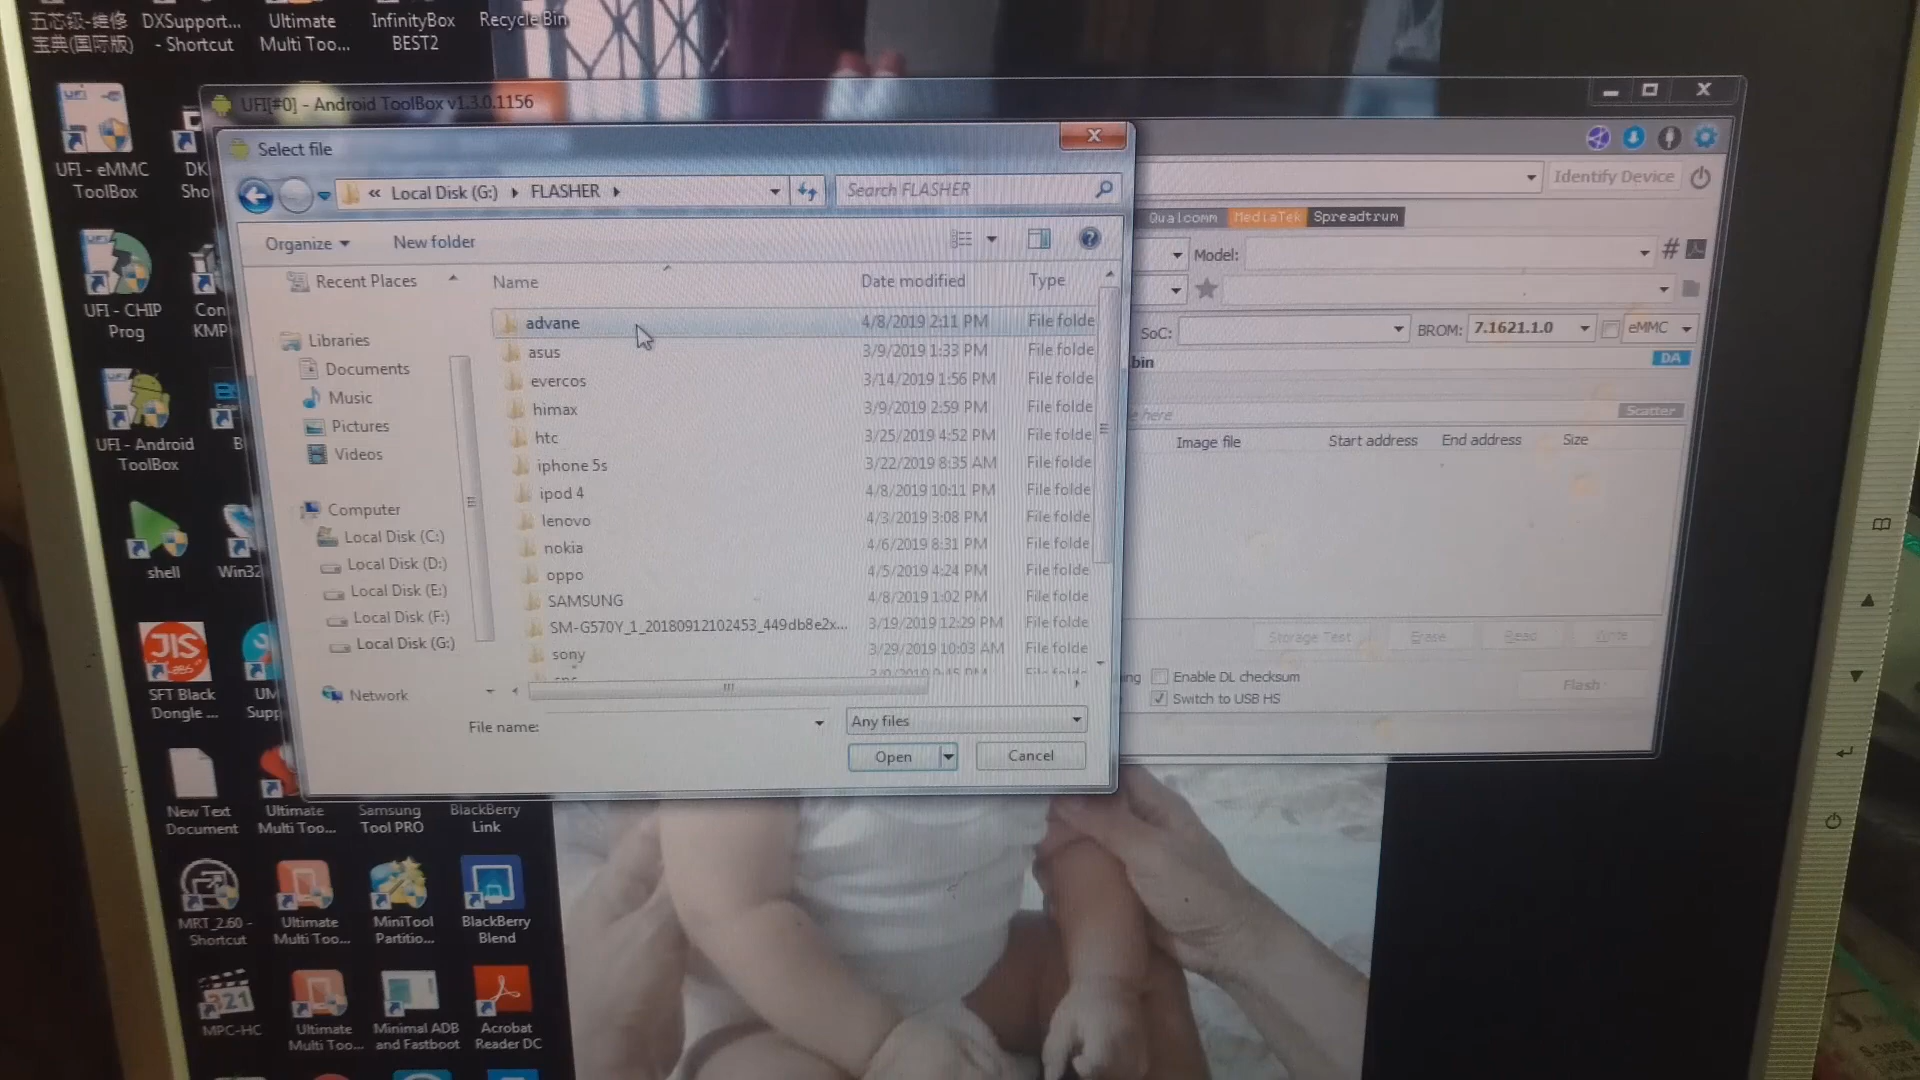 五芯级-维修
宝典(国际版)
DXSupport...
- Shortcut
Ultimate
Multi Too...
InfinityBox
BEST2
Recycle Bin
UFI - eMMC
ToolBox
DK
Sho
UFI - CHIP
Prog
Con
KMP
UFI - Android
ToolBox
B
shell
Win32
SFT Black
Dongle ...
UM
Supp
New Text
Document
Ultimate
Multi Too...
Samsung
Tool PRO
BlackBerry
Link
MRT_2.60 -
Shortcut
Ultimate
Multi Too...
MiniTool
Partitio...
BlackBerry
Blend
MPC-HC
Ultimate
Multi Too...
Minimal ADB
and Fastboot
Acrobat
Reader DC
UFI[#0] - Android ToolBox v1.3.0.1156
Select file
« Local Disk (G:) FLASHER
Search FLASHER
Organize
New folder
Recent Places
Libraries
Documents
Music
Pictures
Videos
Computer
Local Disk (C:)
Local Disk (D:)
Local Disk (E:)
Local Disk (F:)
Local Disk (G:)
Network
Name Date modified Type
advane 4/8/2019 2:11 PM File folde
asus 3/9/2019 1:33 PM File folde
evercos 3/14/2019 1:56 PM File folde
himax 3/9/2019 2:59 PM File folde
htc 3/25/2019 4:52 PM File folde
iphone 5s 3/22/2019 8:35 AM File folde
ipod 4 4/8/2019 10:11 PM File folde
lenovo 4/3/2019 3:08 PM File folde
nokia 4/6/2019 8:31 PM File folde
oppo 4/5/2019 4:24 PM File folde
SAMSUNG 4/8/2019 1:02 PM File folde
SM-G570Y_1_20180912102453_449db8e2x... 3/19/2019 12:29 PM File folde
sony 3/29/2019 10:03 AM File folde
File name:
Any files
Open
Cancel
Identify Device
Qualcomm MediaTek Spreadtrum
Model:
#
SoC:
BROM: 7.1621.1.0
eMMC
bin
DA
here
Scatter
Image file Start address End address Size
Storage Test Erase Read Write
ing
Enable DL checksum
Switch to USB HS
Flash
JIS
321